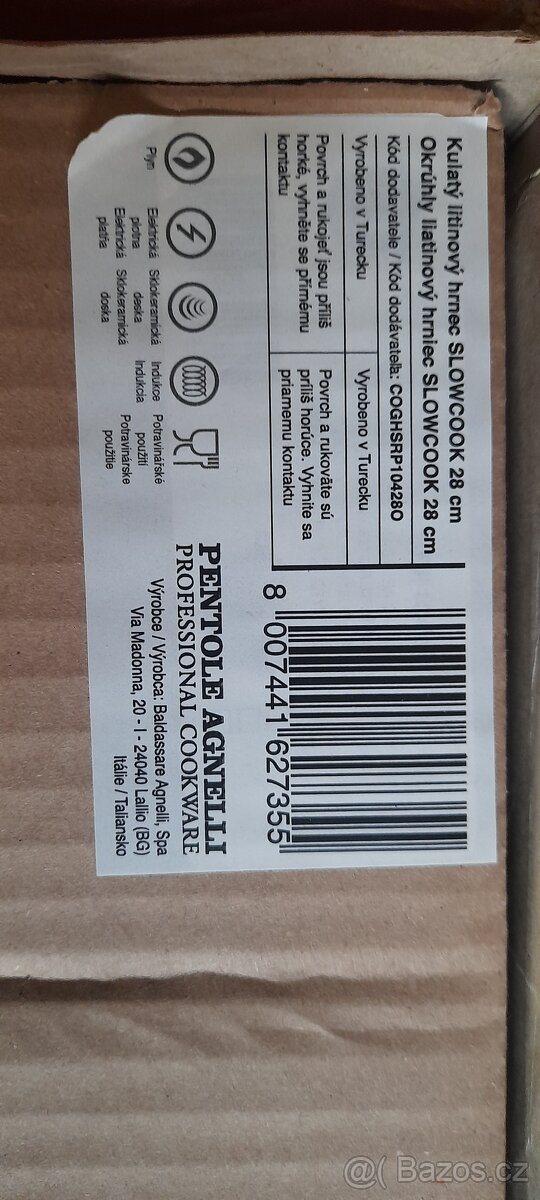 Kulatý litinový hrnec SLOWCOOK 28 cm
Okrúhly liatinový hrniec SLOWCOOK 28 cm
Kód dodavatele / Kód dodávateľa: COGHSRP10428O
Vyrobeno v Turecku
Vyrobeno v Turecku
Povrch a rukojeť jsou příliš
horké, vyhněte se přímému
kontaktu
Povrch a rukoväte sú
príliš horúce. Vyhnite sa
priamemu kontaktu
Plyn
Elektrická
plotna
Elektrická
platňa
Sklokeramická
deska
Sklokeramická
doska
Indukce
Indukcia
Potravinářské
použití
Potravinárske
použitie
8 007441 627355
PENTOLE AGNELLI
PROFESSIONAL COOKWARE
Výrobce / Výrobca: Baldassare Agnelli, Spa
Via Madonna, 20 - I - 24040 Lallio (BG)
Itálie / Taliansko
@( Bazos.cz